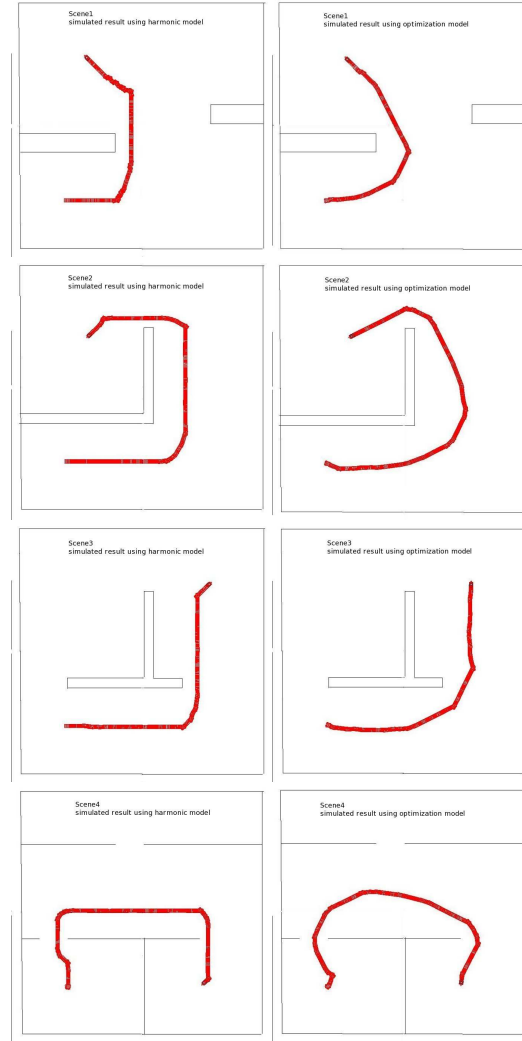 Scene1
simulated result using harmonic model
Scene1
simulated result using optimization model
Scene2
simulated result using harmonic model
Scene2
simulated result using optimization model
Scene3
simulated result using harmonic model
Scene3
simulated result using optimization model
Scene4
simulated result using harmonic model
Scene4
simulated result using optimization model